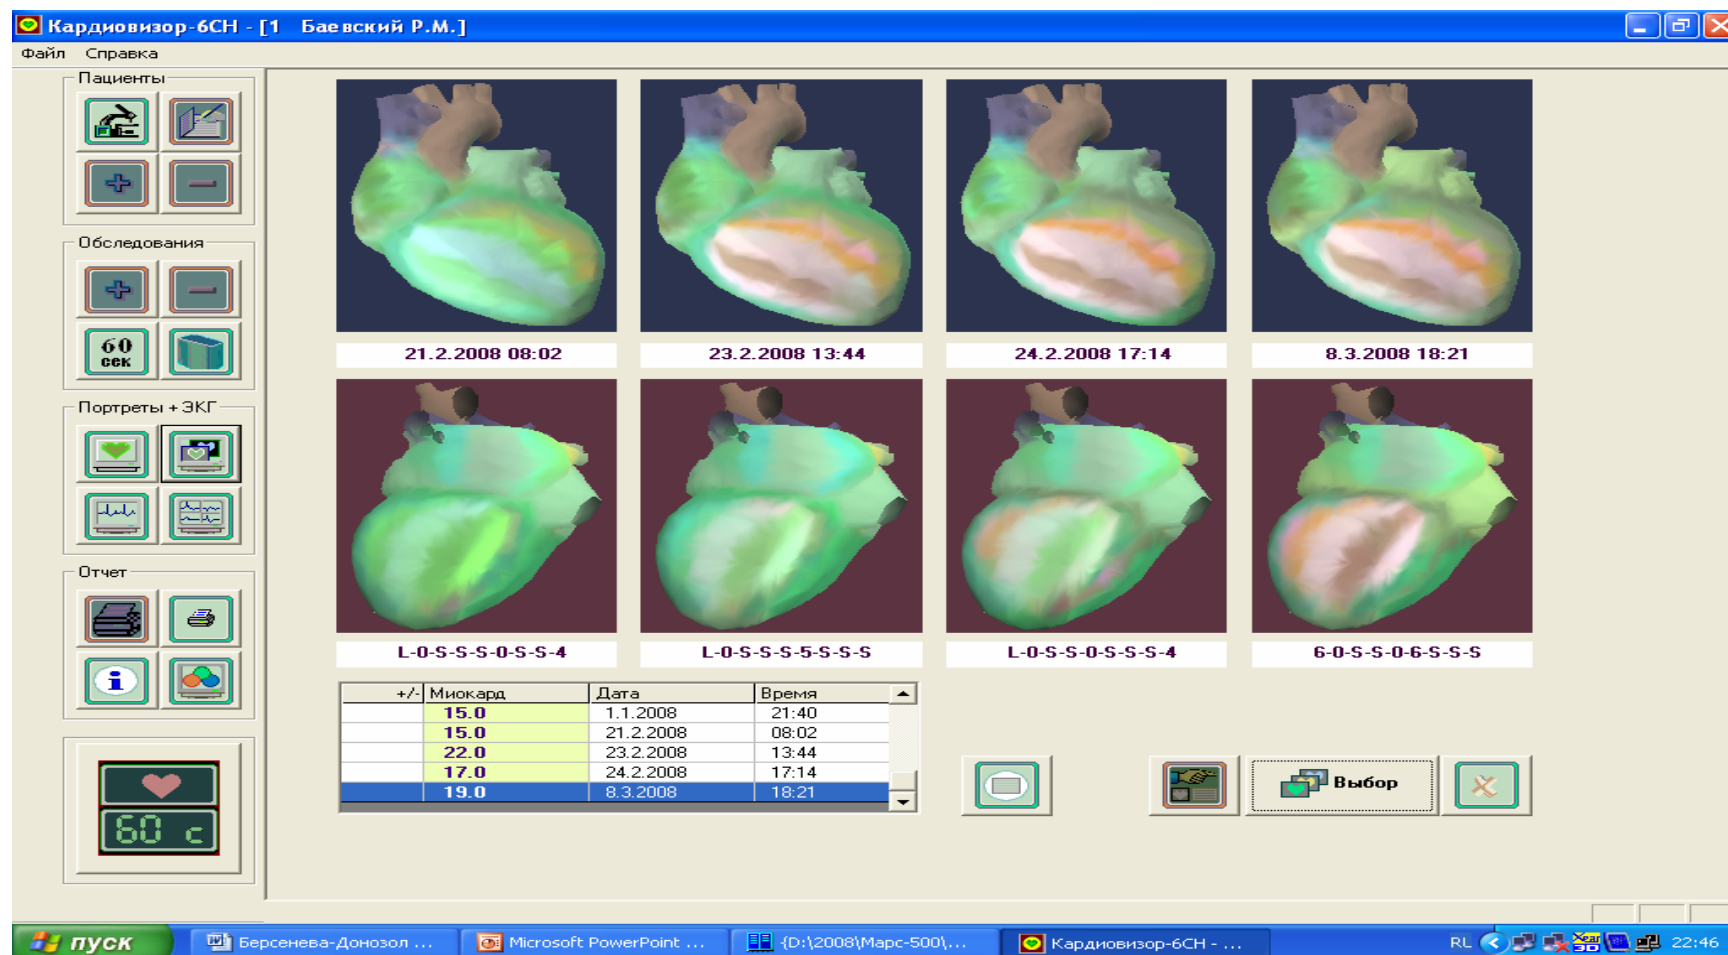 Кардиовизор-6СН - [1 Баевский Р.М.]
Файл Справка
Пациенты
Обследования
60 сек
Портреты + ЭКГ
Отчет
60 с
21.2.2008 08:02
23.2.2008 13:44
24.2.2008 17:14
8.3.2008 18:21
L-0-S-S-S-0-S-S-4
L-0-S-S-S-5-S-S-S
L-0-S-S-0-S-S-S-4
6-0-S-S-0-6-S-S-S
+/- Миокард Дата Время
15.0 1.1.2008 21:40
15.0 21.2.2008 08:02
22.0 23.2.2008 13:44
17.0 24.2.2008 17:14
19.0 8.3.2008 18:21
Выбор
пуск Берсенева-Донозол ... Microsoft PowerPoint ... {D:\2008\Марс-500\... Кардиовизор-6СН - ... RL Xear 3D 22:46